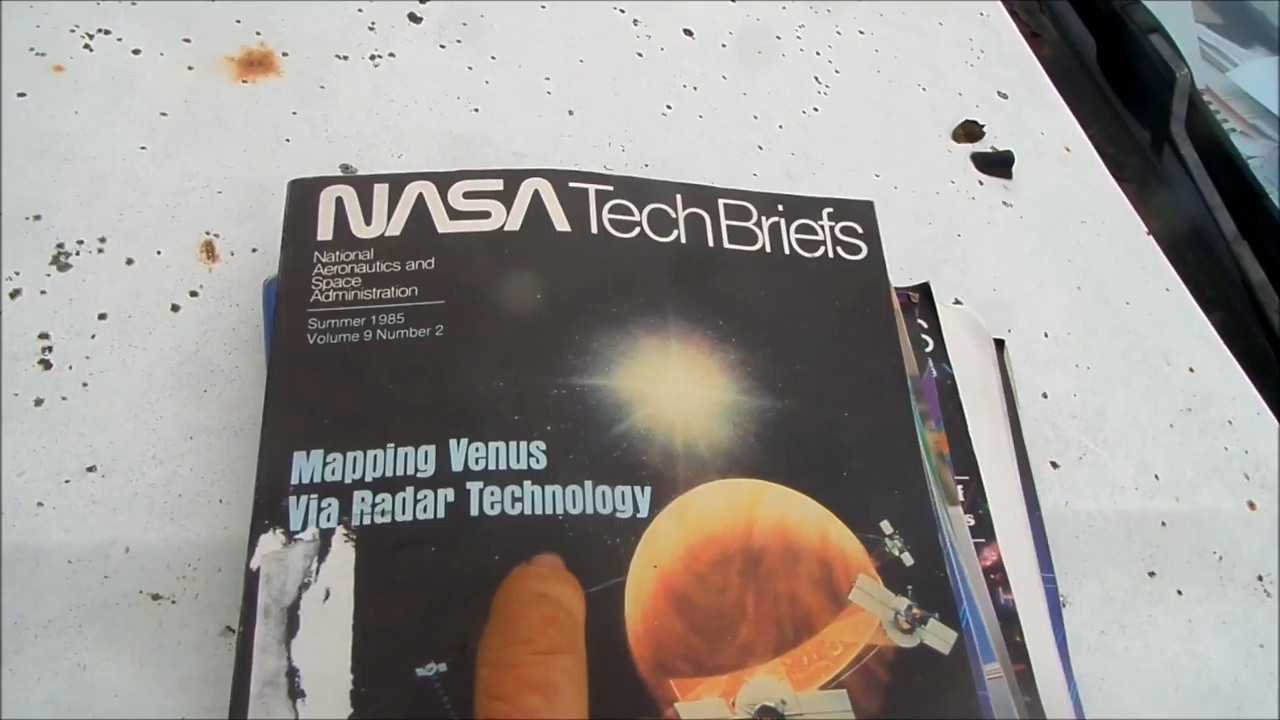 NASA Tech Briefs
National
Aeronautics and
Space
Administration
Summer 1985
Volume 9 Number 2
Mapping Venus
Via Radar Technology